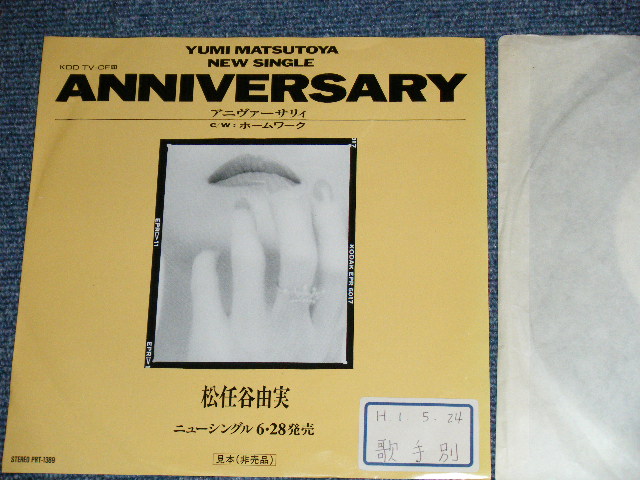 YUMI MATSUTOYA
NEW SINGLE
KDD TV-CF曲
ANNIVERSARY
アニヴァーサリィ
C/W：ホームワーク
EPRD-11
KODAK EPR 6017
EPRD
松任谷由実
ニューシングル6・28発売
STEREO PRT-1389
見本(非売品)
H 1. 5. 24
歌手別